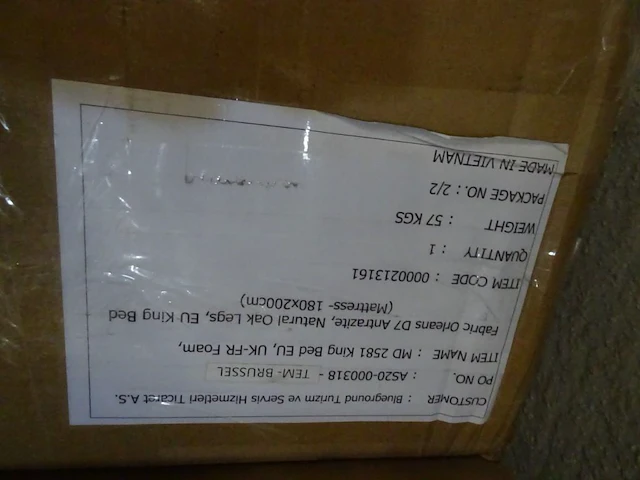 CUSTOMER : Blueground Turizm ve Servis Hizmetleri Ticaret A.S.
PO NO. : AS20-000318 - TEM- BRUSSEL
ITEM NAME : MD 2581 King Bed EU, UK-FR Foam,
Fabric Orleans D7 Antrazite, Natural Oak Legs, EU King Bed
(Mattress- 180x200cm)
ITEM CODE : 0000213161
QUANTITY : 1
WEIGHT : 57 KGS
PACKAGE NO. : 2/2
MADE IN VIETNAM